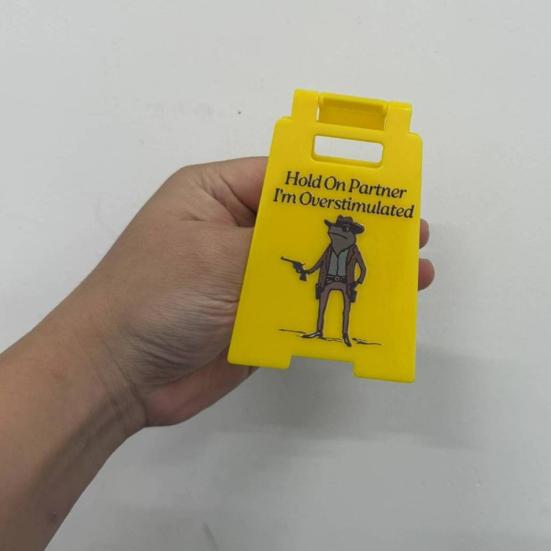 Hold On Partner
I'm Overstimulated